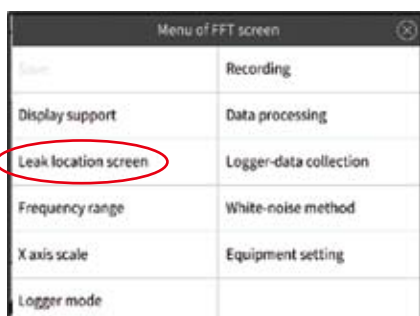 Menu of FFT screen
Save
Recording
Display support
Data processing
Leak location screen
Logger-data collection
Frequency range
White-noise method
X axis scale
Equipment setting
Logger mode